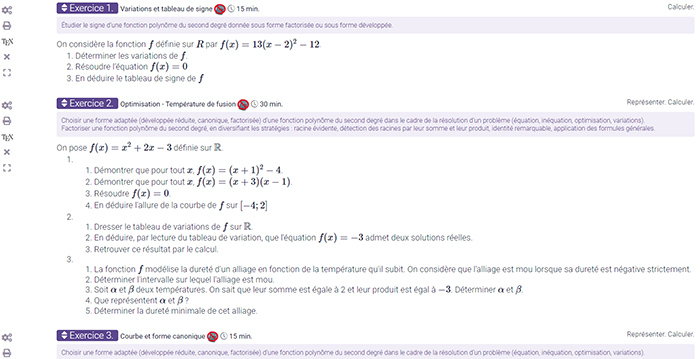 Exercice 1. Variations et tableau de signe 15 min. Calculer.
Étudier le signe d'une fonction polynôme du second degré donnée sous forme factorisée ou sous forme développée.
On considère la fonction f définie sur R par f(x) = 13(x − 2)² − 12.
1. Déterminer les variations de f.
2. Résoudre l'équation f(x) = 0
3. En déduire le tableau de signe de f
Exercice 2. Optimisation - Température de fusion 30 min. Représenter. Calculer.
Choisir une forme adaptée (développée réduite, canonique, factorisée) d'une fonction polynôme du second degré dans le cadre de la résolution d'un problème (équation, inéquation, optimisation, variations).
Factoriser une fonction polynôme du second degré, en diversifiant les stratégies : racine évidente, détection des racines par leur somme et leur produit, identité remarquable, application des formules générales.
On pose f(x) = x² + 2x − 3 définie sur ℝ.
1.
1. Démontrer que pour tout x, f(x) = (x + 1)² − 4.
2. Démontrer que pour tout x, f(x) = (x + 3)(x − 1).
3. Résoudre f(x) = 0.
4. En déduire l'allure de la courbe de f sur [−4; 2]
2.
1. Dresser le tableau de variations de f sur ℝ.
2. En déduire, par lecture du tableau de variation, que l'équation f(x) = −3 admet deux solutions réelles.
3. Retrouver ce résultat par le calcul.
3.
1. La fonction f modélise la dureté d'un alliage en fonction de la température qu'il subit. On considère que l'alliage est mou lorsque sa dureté est négative strictement.
2. Déterminer l'intervalle sur lequel l'alliage est mou.
3. Soit α et β deux températures. On sait que leur somme est égale à 2 et leur produit est égal à −3. Déterminer α et β.
4. Que représentent α et β ?
5. Déterminer la dureté minimale de cet alliage.
Exercice 3. Courbe et forme canonique 15 min. Représenter. Calculer.
Choisir une forme adaptée (développée réduite, canonique, factorisée) d'une fonction polynôme du second degré dans le cadre de la résolution d'un problème (équation, inéquation, optimisation, variations).